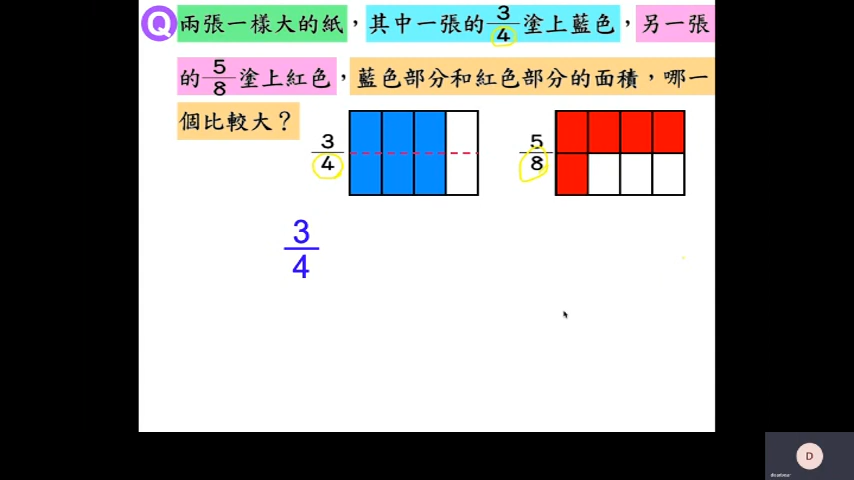 Q 兩張一樣大的紙，其中一張的3/4塗上藍色，另一張
的5/8塗上紅色，藍色部分和紅色部分的面積，哪一
個比較大？
3/4
5/8
3/4
D